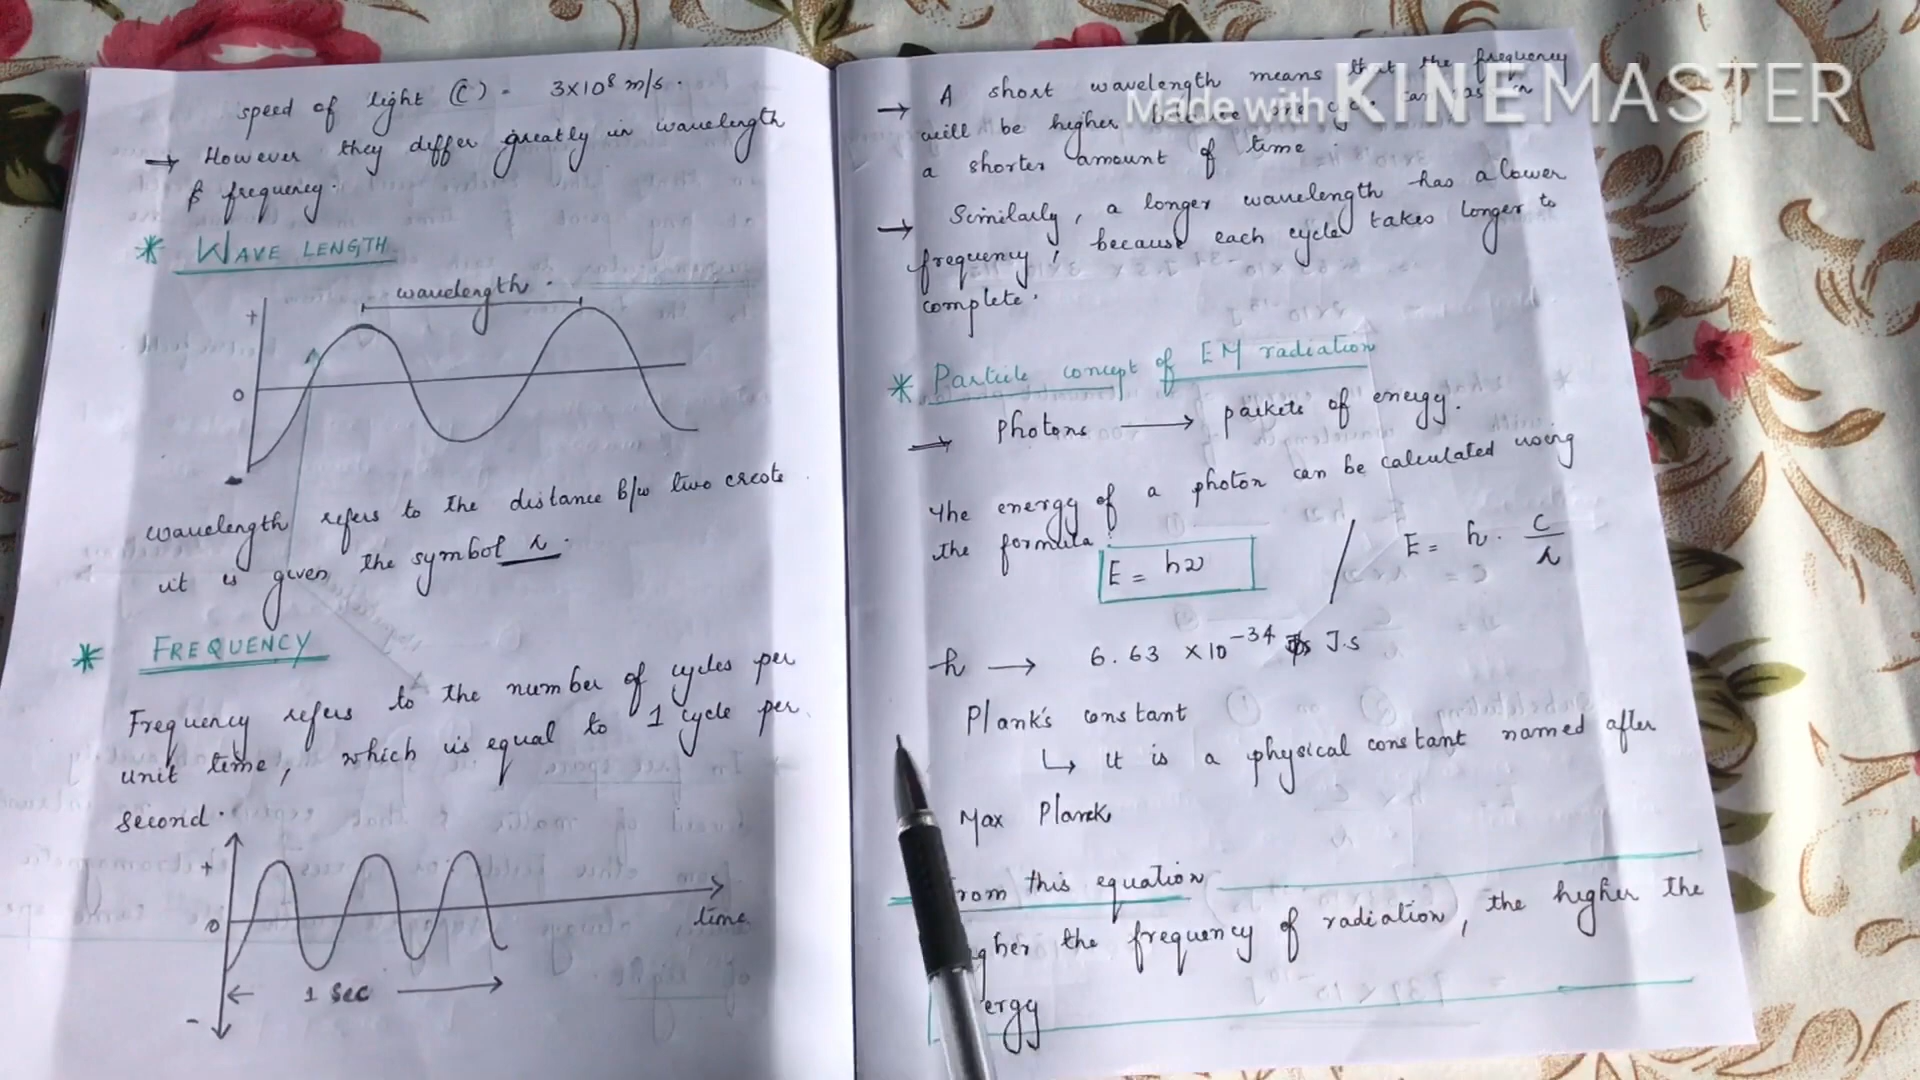 speed of light (C) = 3×10⁸ m/s.
→ However they differ greatly in wavelength
& frequency.
* WAVE LENGTH
wavelength.
+
0
-
wavelength refers to the distance b/w two crests.
it is given the symbol λ.
* FREQUENCY
Frequency refers to the number of cycles per
unit time, which is equal to 1 cycle per
second.
+
0
time
1 sec
-
Made with KINEMASTER
→ A short wavelength means that the frequency
will be higher
a shorter amount of time.
→ Similarly, a longer wavelength has a lower
frequency, because each cycle takes longer to
complete.
* Particle concept of EM radiation
→ Photons → packets of energy.
The energy of a photon can be calculated using
the formula:
E = hν / E = h. C/λ
h → 6.63 ×10⁻³⁴ J.s
Plank's constant
↳ it is a physical constant named after
Max Planck
rom this equation
gher the frequency of radiation, the higher the
ergy